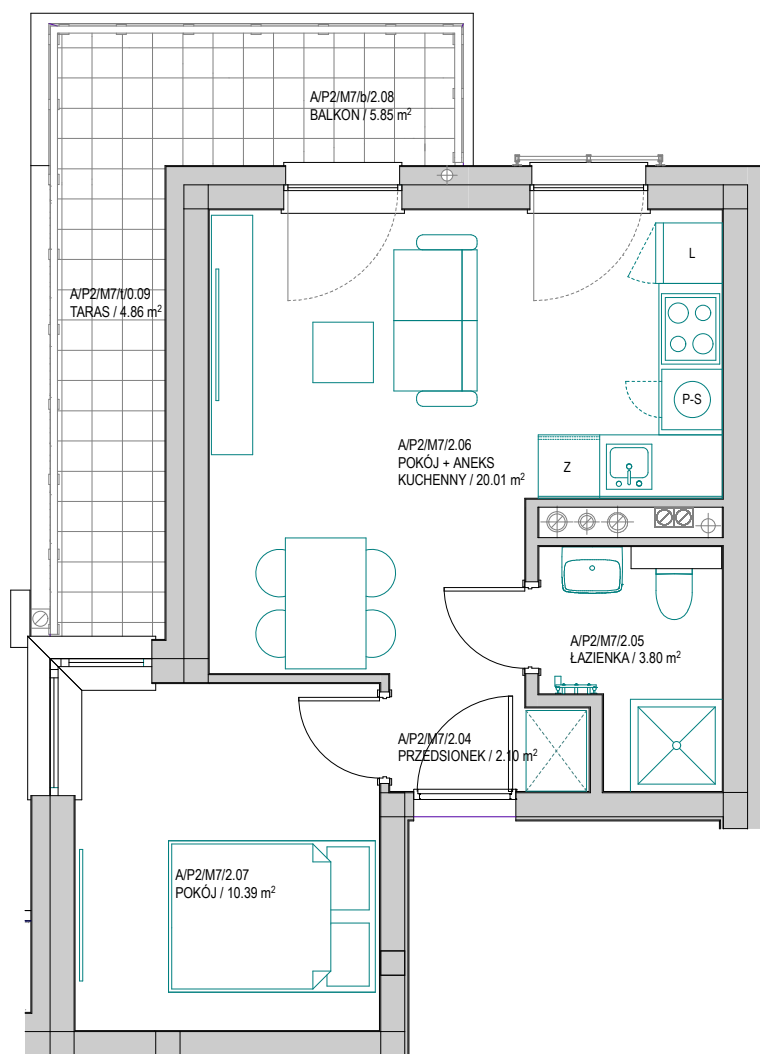 A/P2/M7/b/2.08
BALKON / 5.85 m²
A/P2/M7/t/0.09
TARAS / 4.86 m²
L
P-S
A/P2/M7/2.06
POKÓJ + ANEKS
KUCHENNY / 20.01 m²
Z
A/P2/M7/2.05
ŁAZIENKA / 3.80 m²
A/P2/M7/2.04
PRZEDSIONEK / 2.10 m²
A/P2/M7/2.07
POKÓJ / 10.39 m²